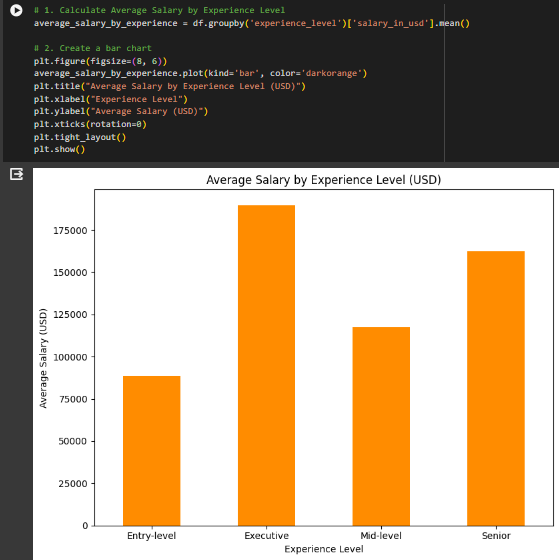 # 1. Calculate Average Salary by Experience Level
average_salary_by_experience = df.groupby('experience_level')['salary_in_usd'].mean()
# 2. Create a bar chart
plt.figure(figsize=(8, 6))
average_salary_by_experience.plot(kind='bar', color='darkorange')
plt.title("Average Salary by Experience Level (USD)")
plt.xlabel("Experience Level")
plt.ylabel("Average Salary (USD)")
plt.xticks(rotation=0)
plt.tight_layout()
plt.show()
Average Salary by Experience Level (USD)
175000
150000
125000
100000
75000
50000
25000
0
Average Salary (USD)
Entry-level Executive Mid-level Senior
Experience Level